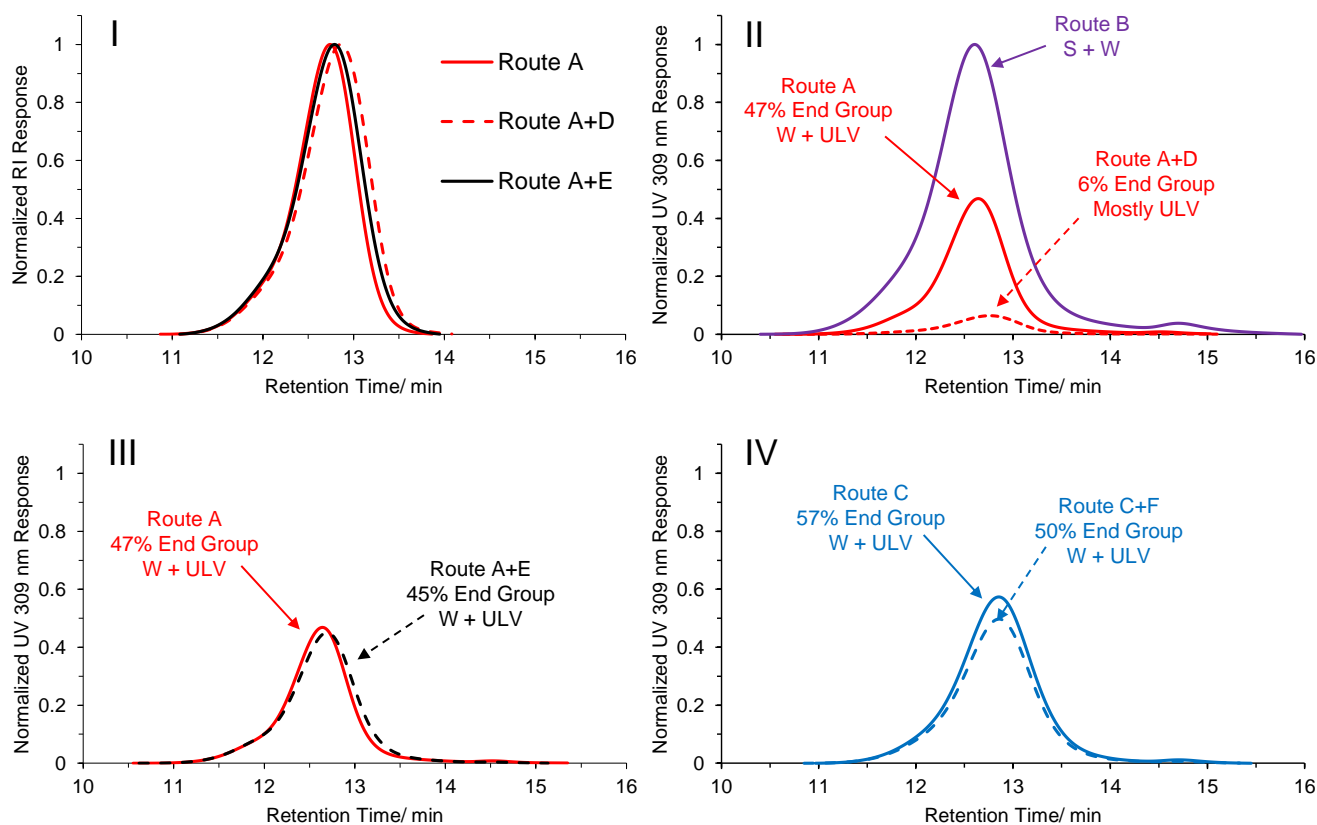 I
Normalized RI Response
1
0.8
0.6
0.4
0.2
0
10 11 12 13 14 15 16
Retention Time/ min
Route A
Route A+D
Route A+E
II
Normalized UV 309 nm Response
1
0.8
0.6
0.4
0.2
0
10 11 12 13 14 15 16
Retention Time/ min
Route B
S + W
Route A
47% End Group
W + ULV
Route A+D
6% End Group
Mostly ULV
III
Normalized UV 309 nm Response
1
0.8
0.6
0.4
0.2
0
10 11 12 13 14 15 16
Retention Time/ min
Route A
47% End Group
W + ULV
Route A+E
45% End Group
W + ULV
IV
Normalized UV 309 nm Response
1
0.8
0.6
0.4
0.2
0
10 11 12 13 14 15 16
Retention Time/ min
Route C
57% End Group
W + ULV
Route C+F
50% End Group
W + ULV